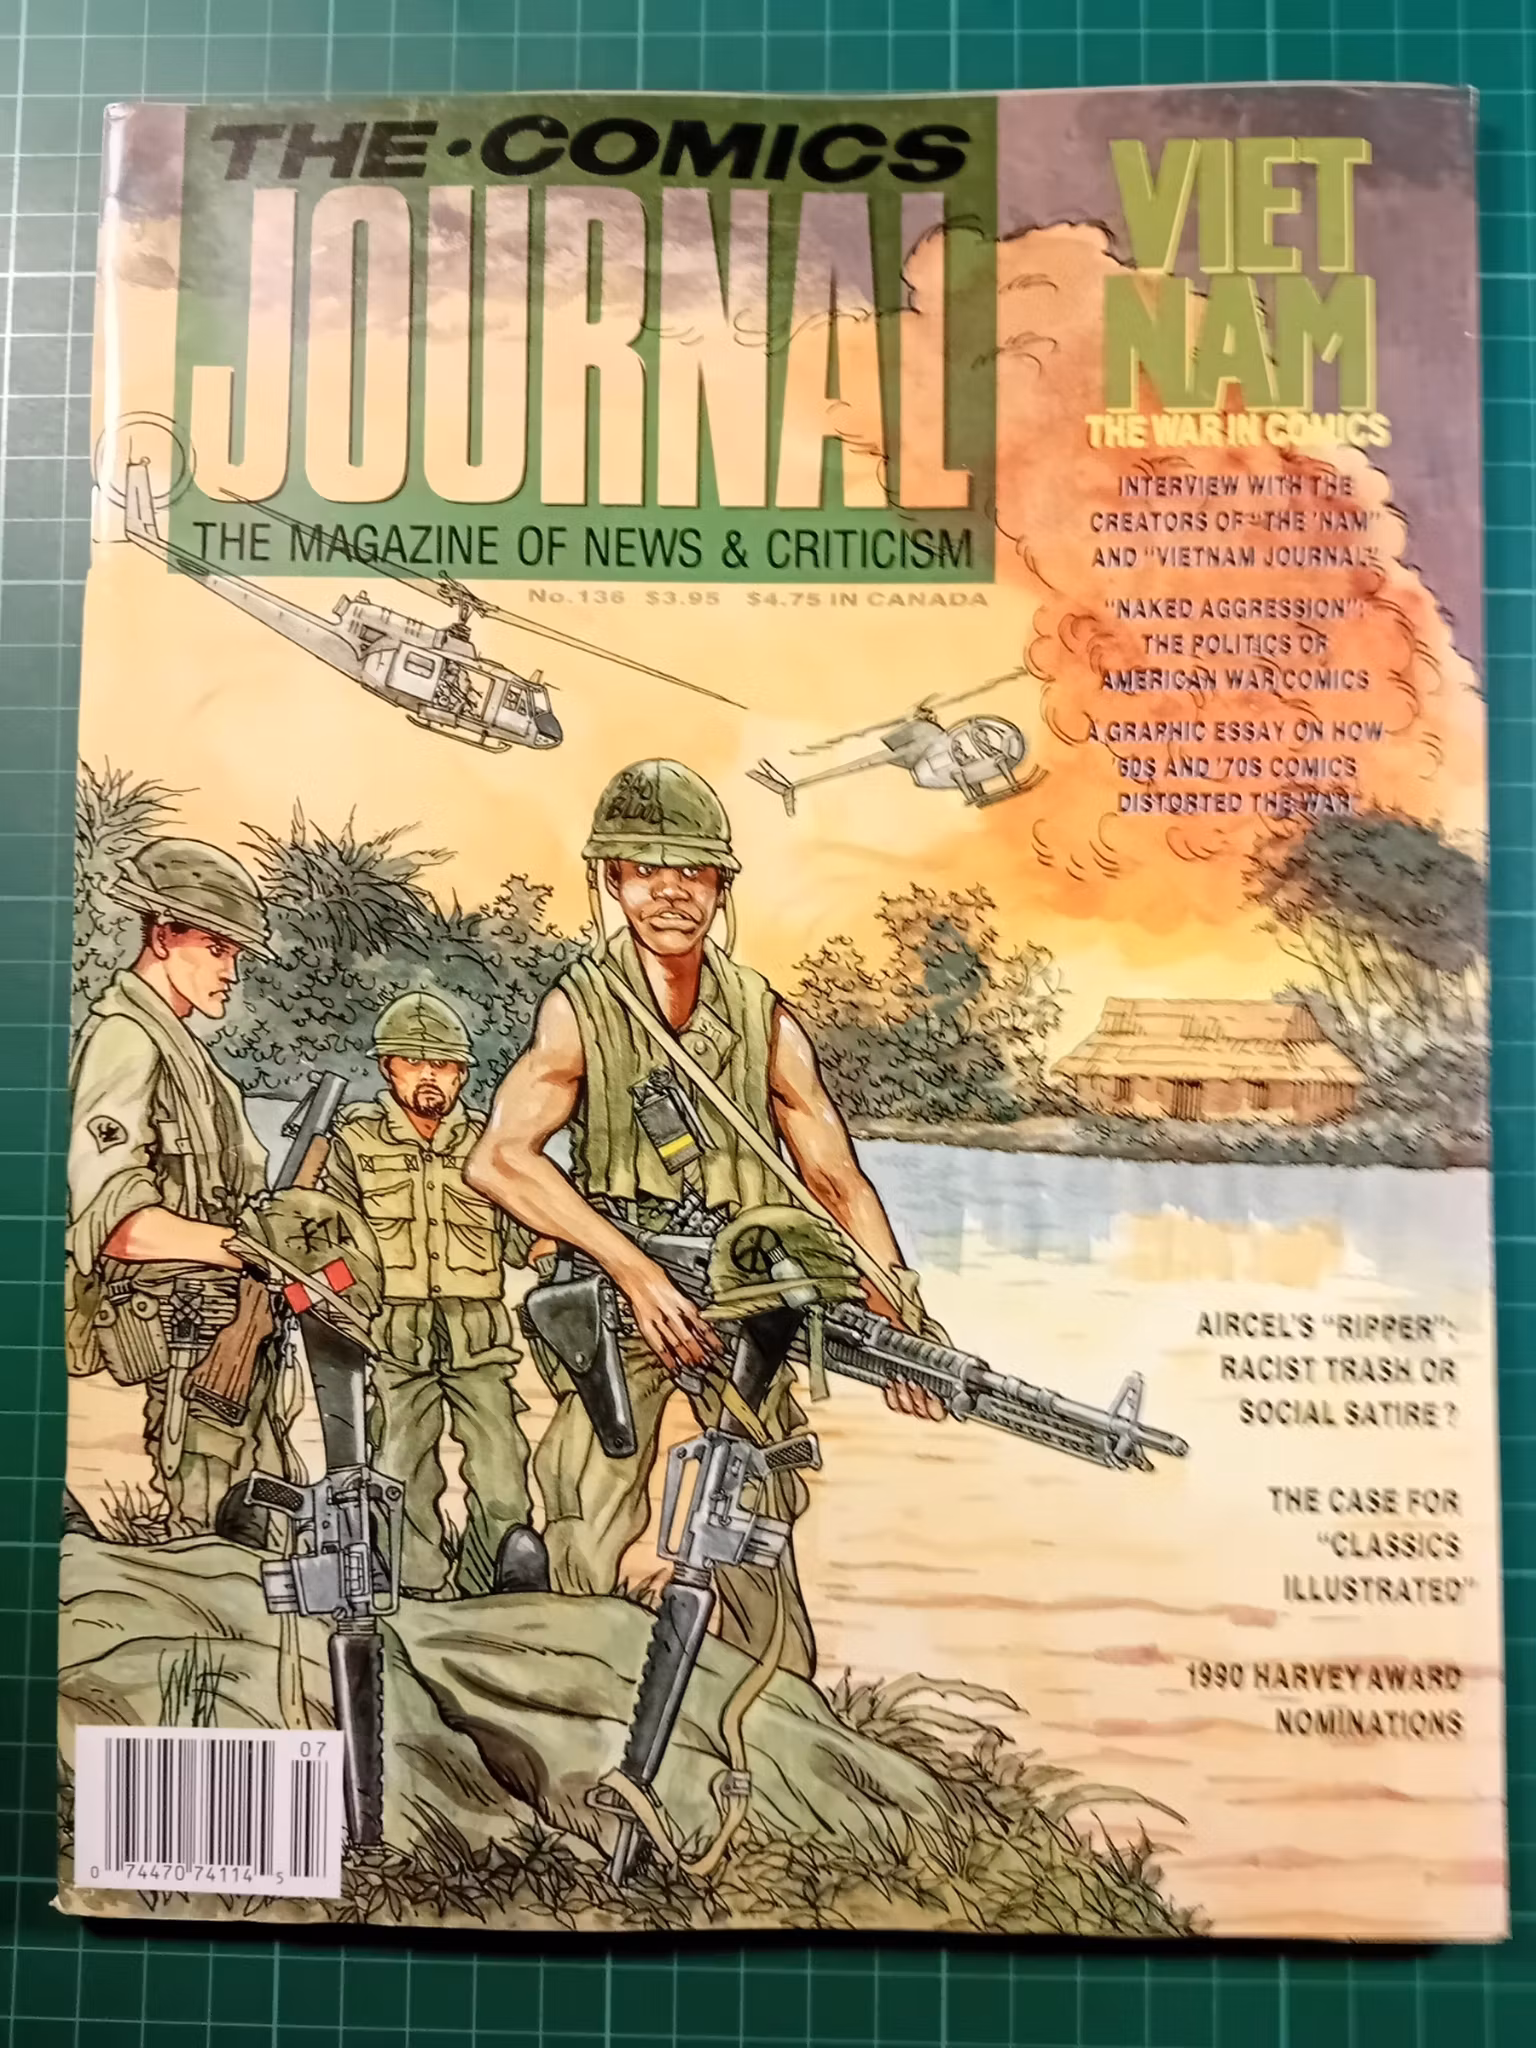 THE•COMICS
JOURNAL
THE MAGAZINE OF NEWS & CRITICISM
No. 136 $3.95 $4.75 IN CANADA
VIET
NAM
THE WAR IN COMICS
INTERVIEW WITH THE
CREATORS OF "THE 'NAM"
AND "VIETNAM JOURNAL"
"NAKED AGGRESSION":
THE POLITICS OF
AMERICAN WAR COMICS
A GRAPHIC ESSAY ON HOW
'60S AND '70S COMICS
DISTORTED THE WAR
BAD
BLOOD
FTA
AIRCEL'S "RIPPER":
RACIST TRASH OR
SOCIAL SATIRE?
THE CASE FOR
"CLASSICS
ILLUSTRATED"
1990 HARVEY AWARD
NOMINATIONS
07
0 74470 74114 5